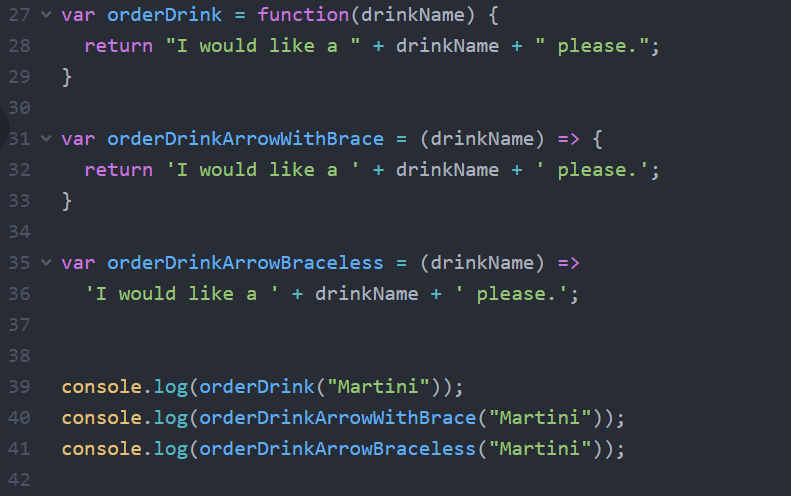 27 var orderDrink = function(drinkName) {
28   return "I would like a " + drinkName + " please.";
29 }
30
31 var orderDrinkArrowWithBrace = (drinkName) => {
32   return 'I would like a ' + drinkName + ' please.';
33 }
34
35 var orderDrinkArrowBraceless = (drinkName) =>
36   'I would like a ' + drinkName + ' please.';
37
38
39 console.log(orderDrink("Martini"));
40 console.log(orderDrinkArrowWithBrace("Martini"));
41 console.log(orderDrinkArrowBraceless("Martini"));
42